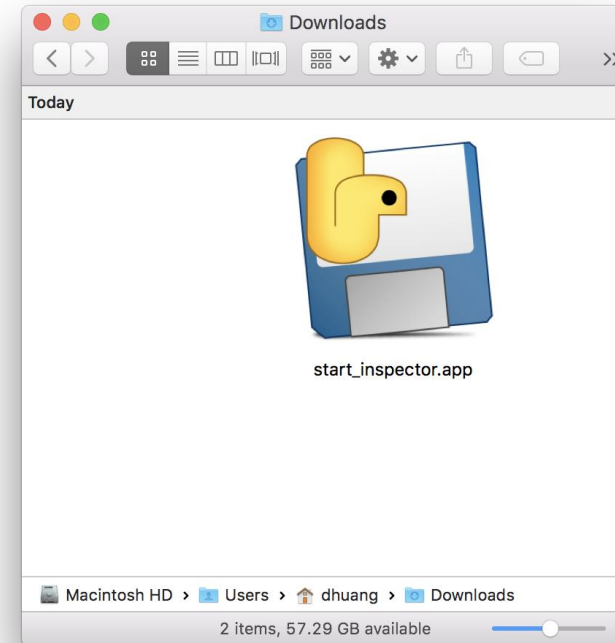 Downloads
Today
start_inspector.app
Macintosh HD › Users › dhuang › Downloads
2 items, 57.29 GB available